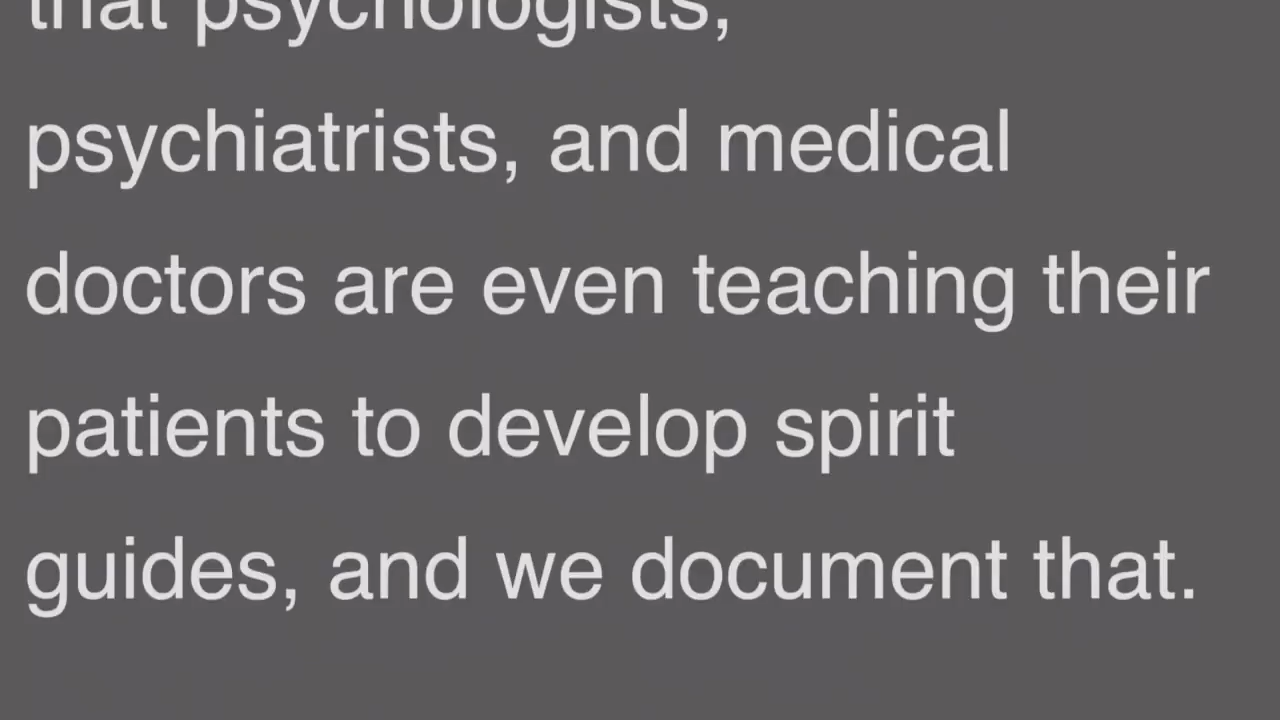 that psychologists,
psychiatrists, and medical
doctors are even teaching their
patients to develop spirit
guides, and we document that.